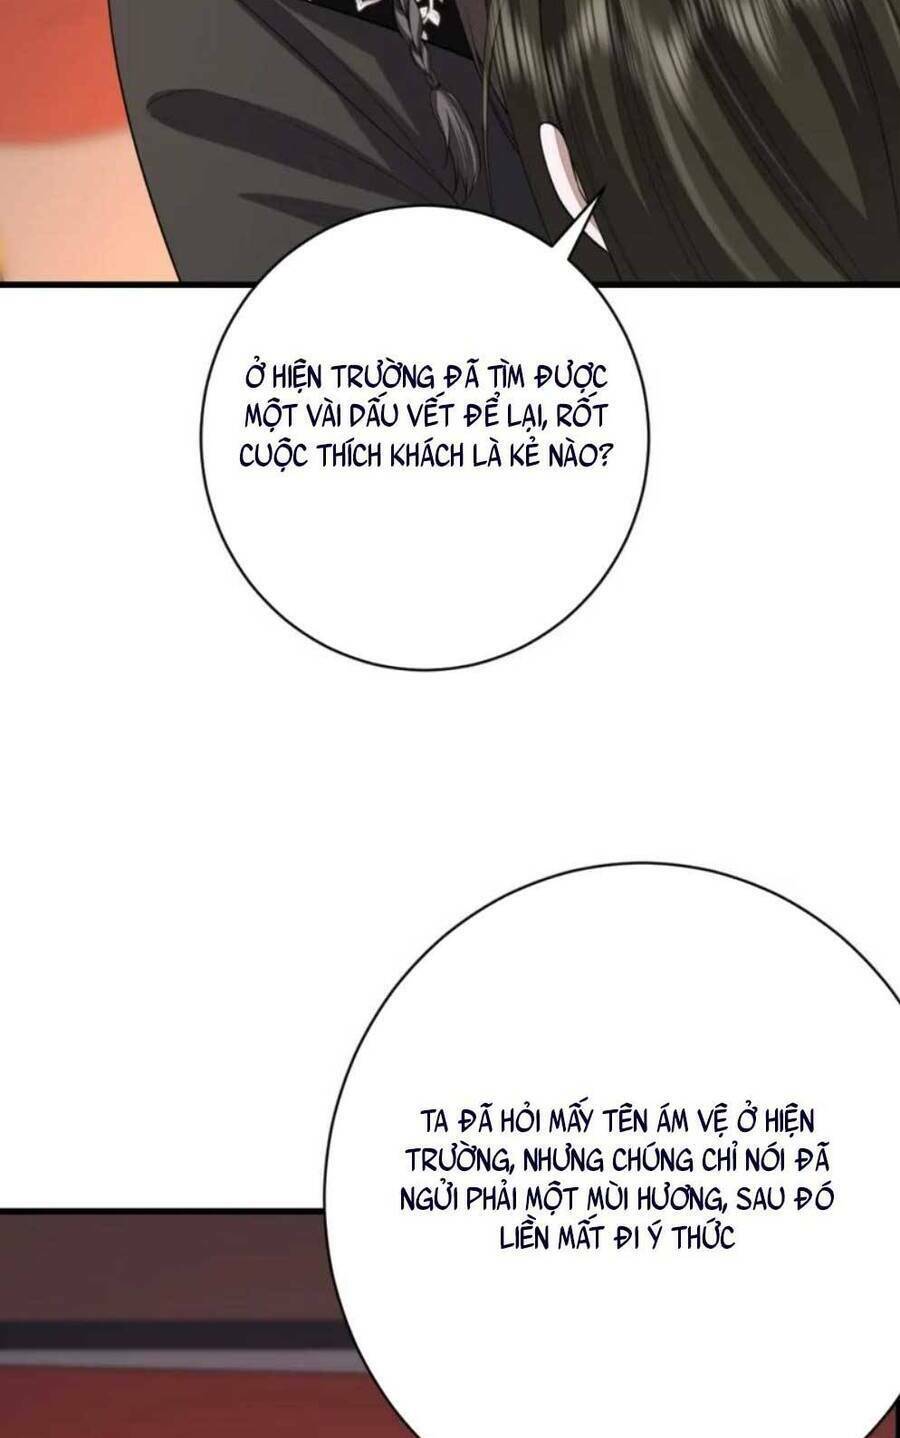 Ở HIỆN TRƯỜNG ĐÃ TÌM ĐƯỢC
MỘT VÀI DẤU VẾT ĐỂ LẠI, RỐT
CUỘC THÍCH KHÁCH LÀ KẺ NÀO?
TA ĐÃ HỎI MẤY TÊN ÁM VỆ Ở HIỆN
TRƯỜNG, NHƯNG CHÚNG CHỈ NÓI ĐÃ
NGỬI PHẢI MỘT MÙI HƯƠNG, SAU ĐÓ
LIỀN MẤT ĐI Ý THỨC